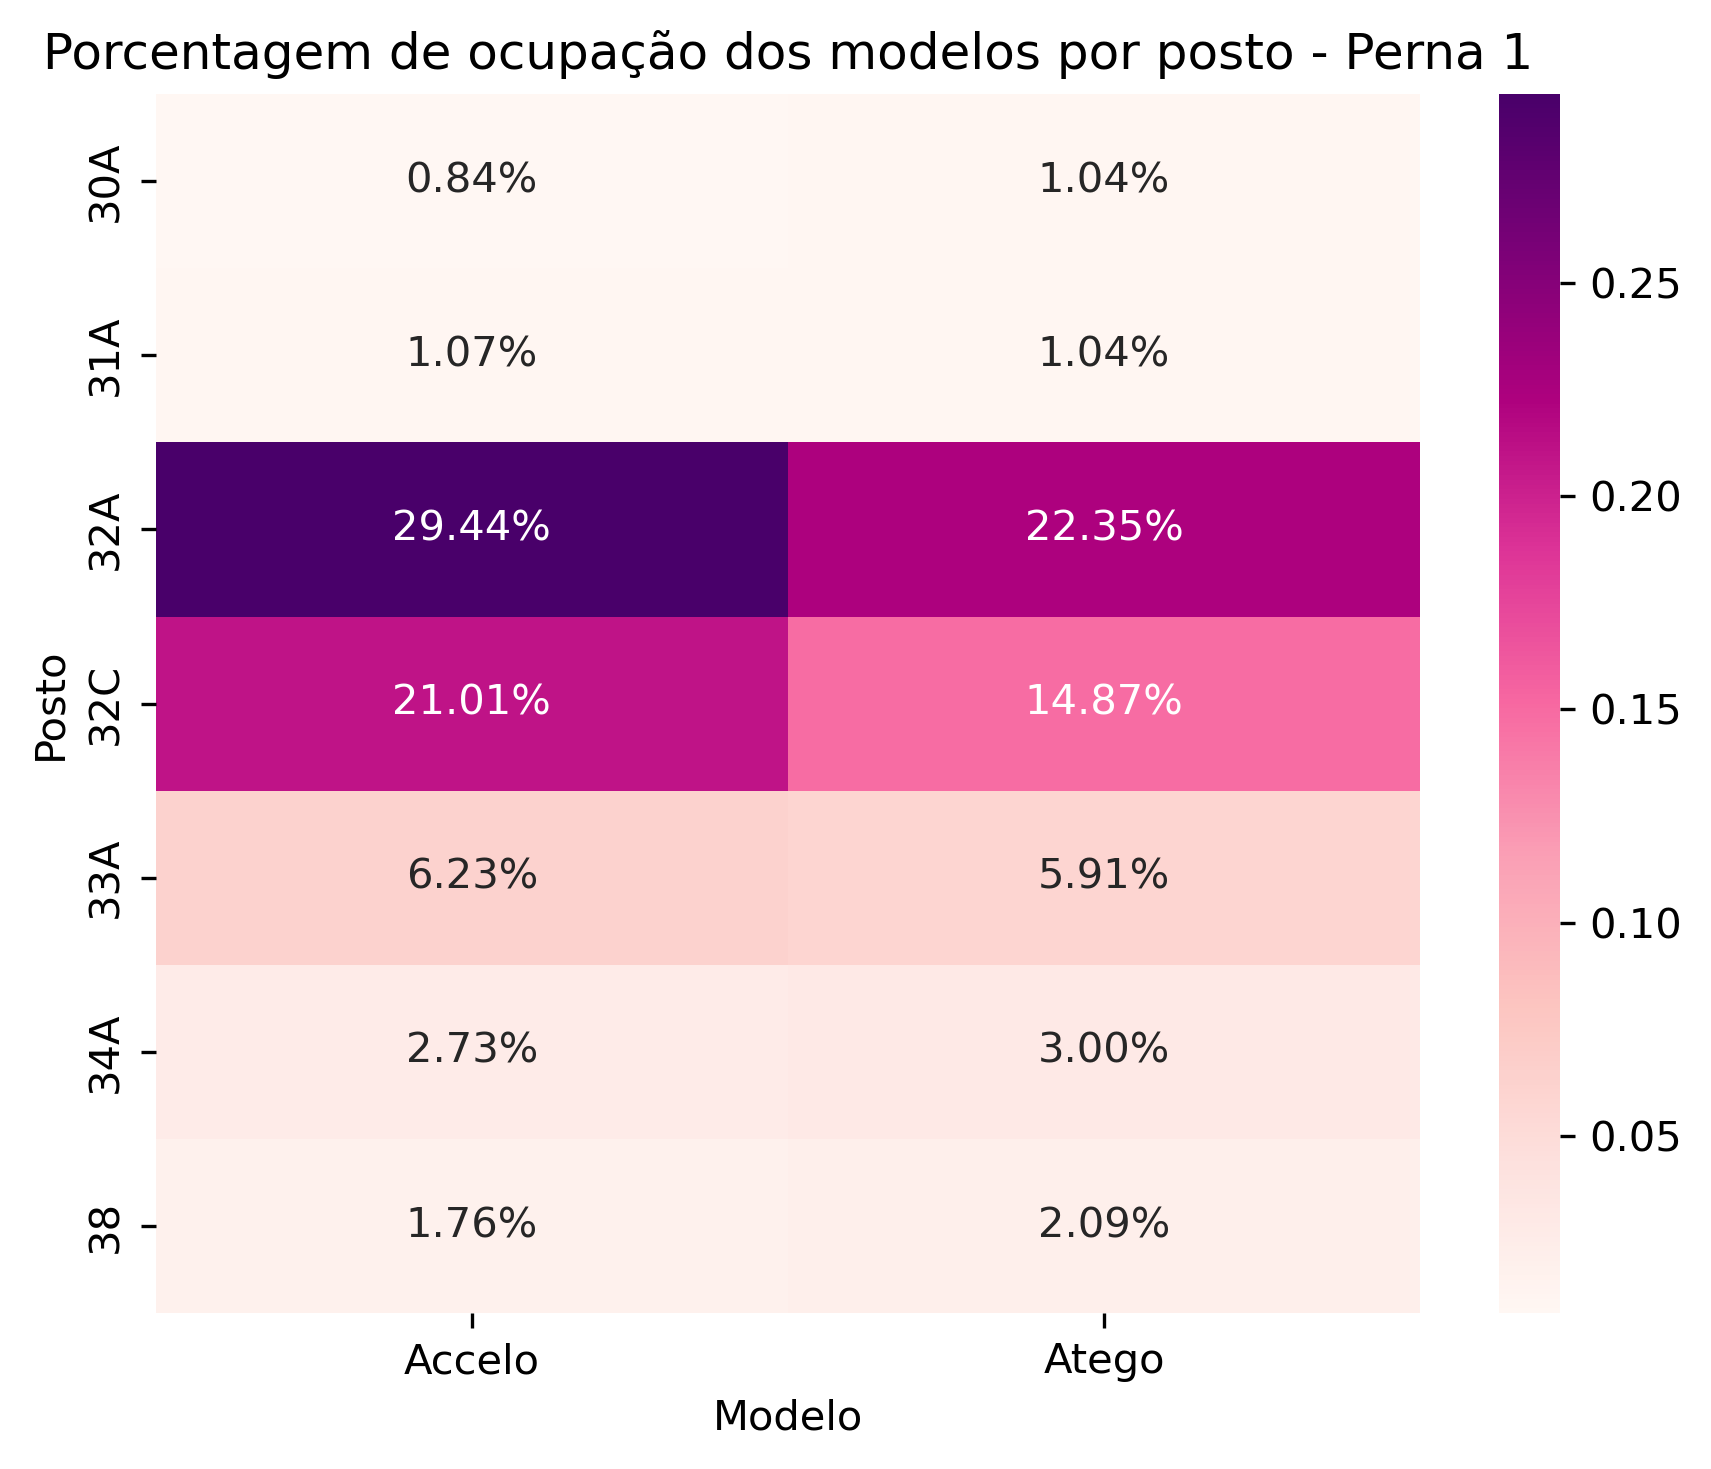 Porcentagem de ocupação dos modelos por posto - Perna 1
Posto
30A 0.84% 1.04%
31A 1.07% 1.04%
32A 29.44% 22.35%
32C 21.01% 14.87%
33A 6.23% 5.91%
34A 2.73% 3.00%
38 1.76% 2.09%
Accelo Atego
Modelo
0.25
0.20
0.15
0.10
0.05